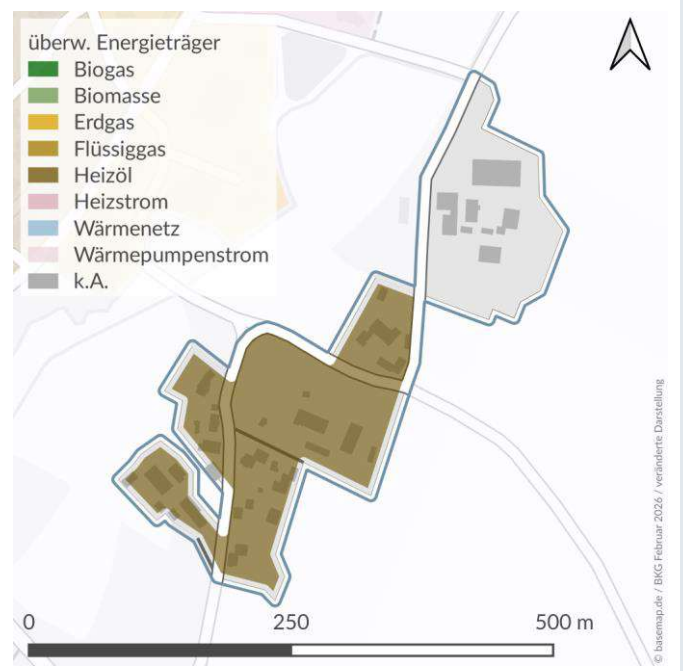 überw. Energieträger
Biogas
Biomasse
Erdgas
Flüssiggas
Heizöl
Heizstrom
Wärmenetz
Wärmepumpenstrom
k.A.
0 250 500 m
© basemap.de / BKG Februar 2026 / veränderte Darstellung